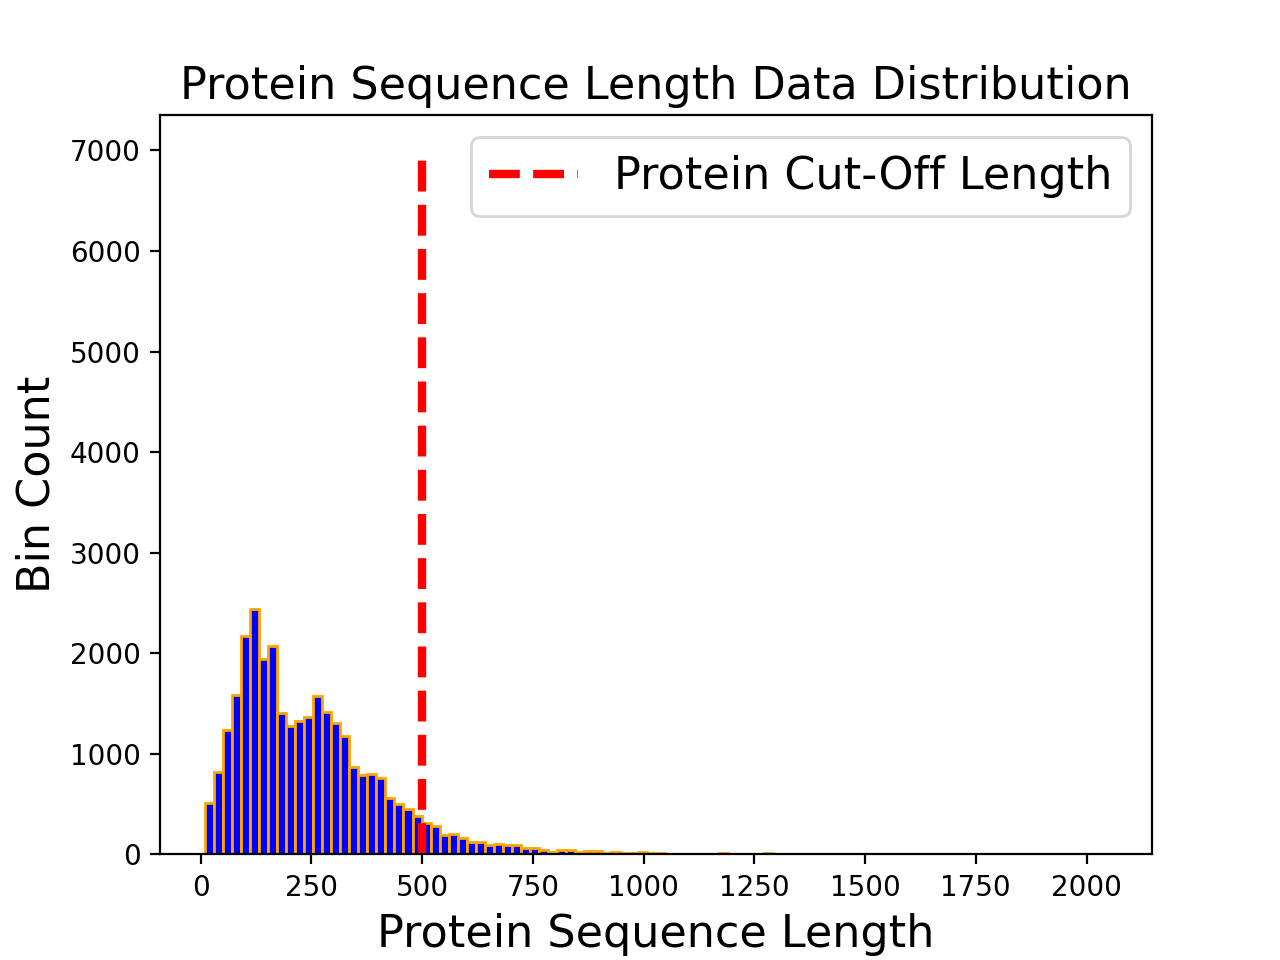 Protein Sequence Length Data Distribution
Protein Cut-Off Length
7000
6000
5000
4000
3000
2000
1000
0
Bin Count
0 250 500 750 1000 1250 1500 1750 2000
Protein Sequence Length